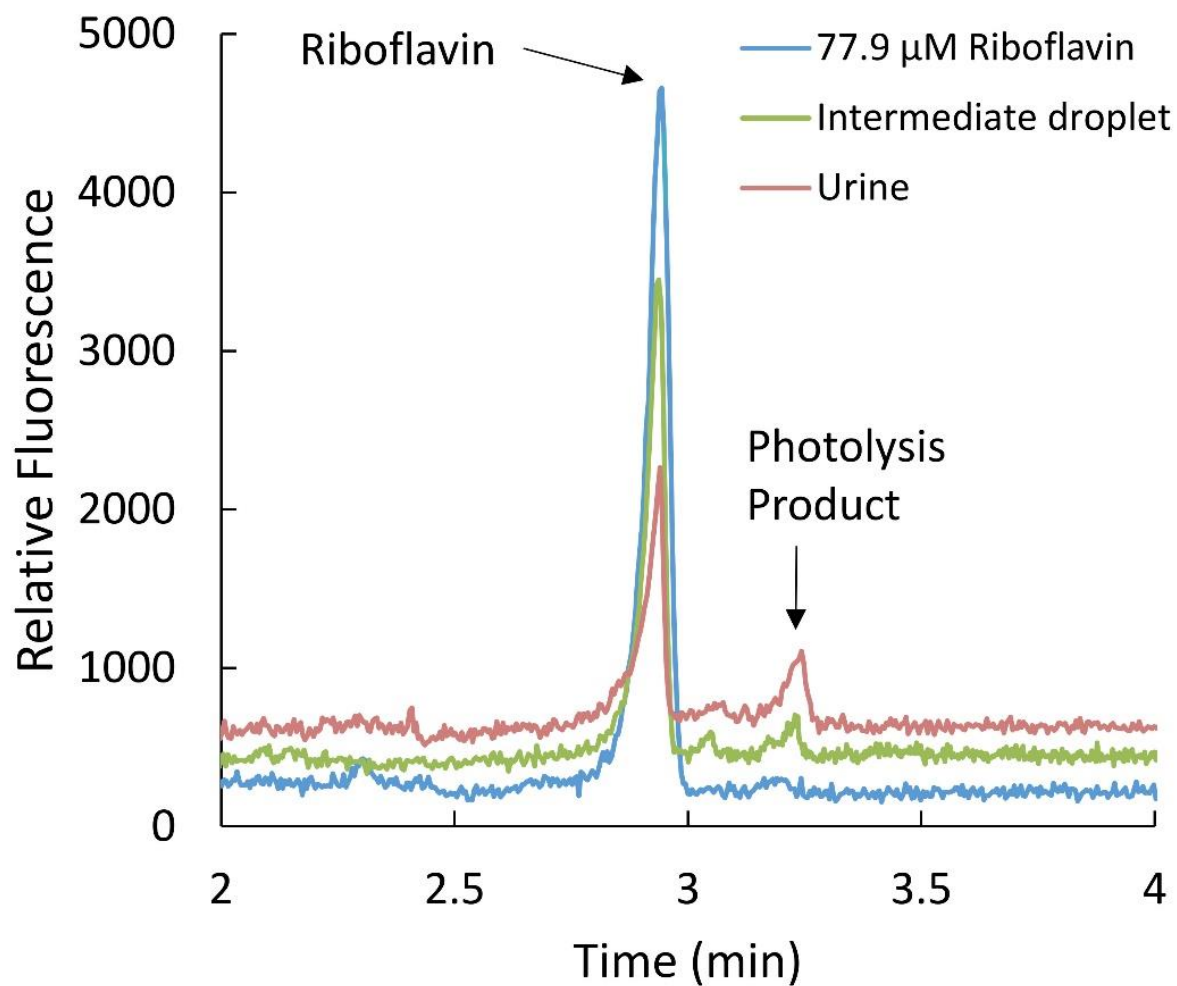 5000
4000
3000
2000
1000
0
Relative Fluorescence
Riboflavin
77.9 μM Riboflavin
Intermediate droplet
Urine
Photolysis
Product
2
2.5
3
3.5
4
Time (min)